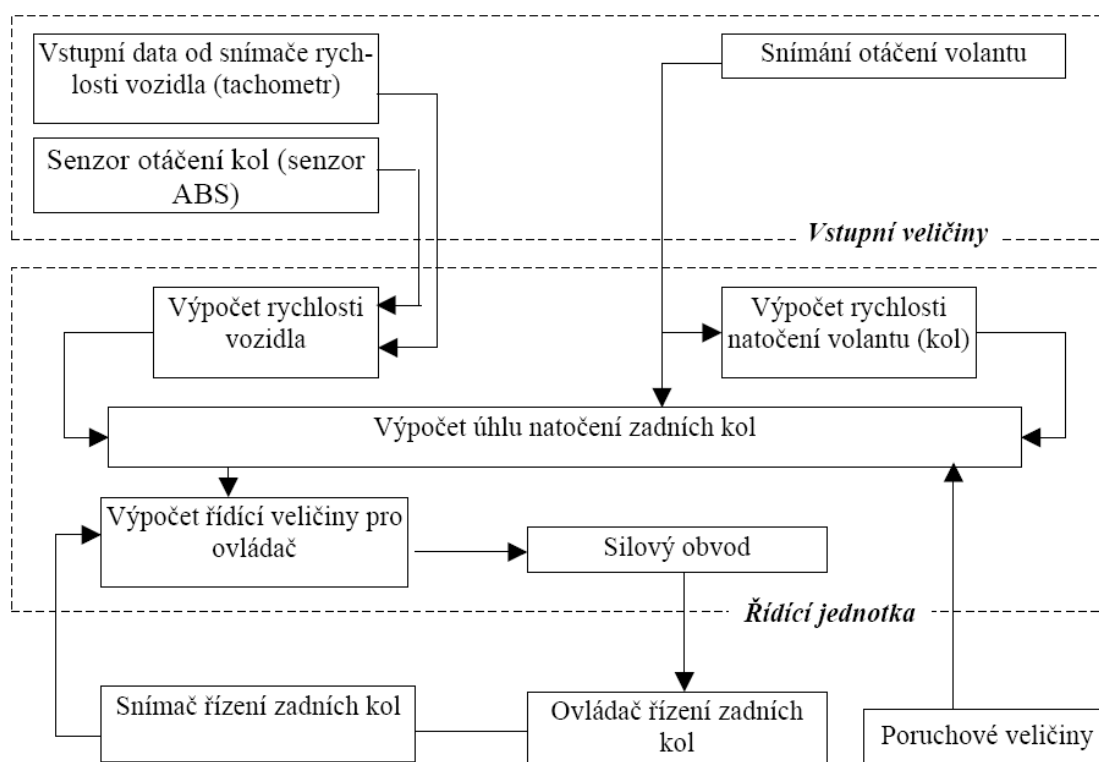 Vstupní data od snímače rych-
losti vozidla (tachometr)
Snímání otáčení volantu
Senzor otáčení kol (senzor
ABS)
Vstupní veličiny
Výpočet rychlosti
vozidla
Výpočet rychlosti
natočení volantu (kol)
Výpočet úhlu natočení zadních kol
Výpočet řídící veličiny pro
ovládač
Silový obvod
Řídící jednotka
Snímač řízení zadních kol
Ovládač řízení zadních
kol
Poruchové veličiny